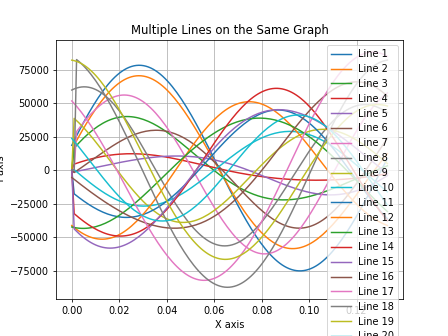 Multiple Lines on the Same Graph
75000
50000
25000
0
−25000
−50000
−75000
0.00
0.02
0.04
0.06
0.08
0.10
X axis
Line 1
Line 2
Line 3
Line 4
Line 5
Line 6
Line 7
Line 8
Line 9
Line 10
Line 11
Line 12
Line 13
Line 14
Line 15
Line 16
Line 17
Line 18
Line 19
Line 20